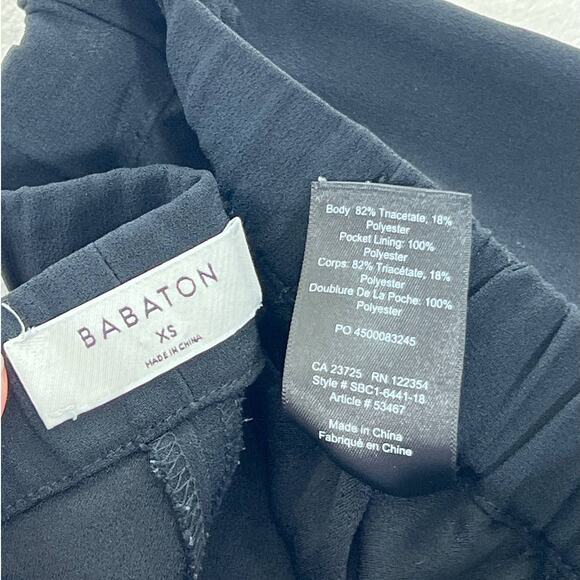 BABATON
XS
MADE IN CHINA
Body 82% Triacetate, 18%
Polyester
Pocket Lining: 100%
Polyester
Corps: 82% Triacétate, 18%
Polyester
Doublure De La Poche: 100%
Polyester
PO 4500083245
CA 23725 RN 122354
Style # SBC1-6441-18
Article # 53467
Made in China
Fabriqué en Chine